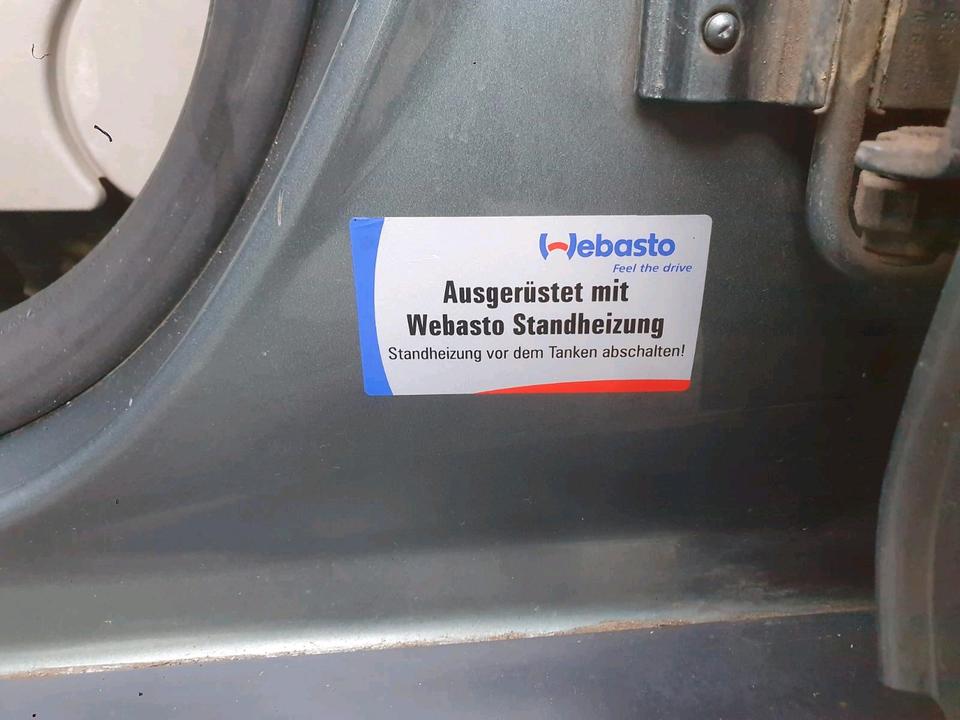 Webasto
Feel the drive
Ausgerüstet mit
Webasto Standheizung
Standheizung vor dem Tanken abschalten!